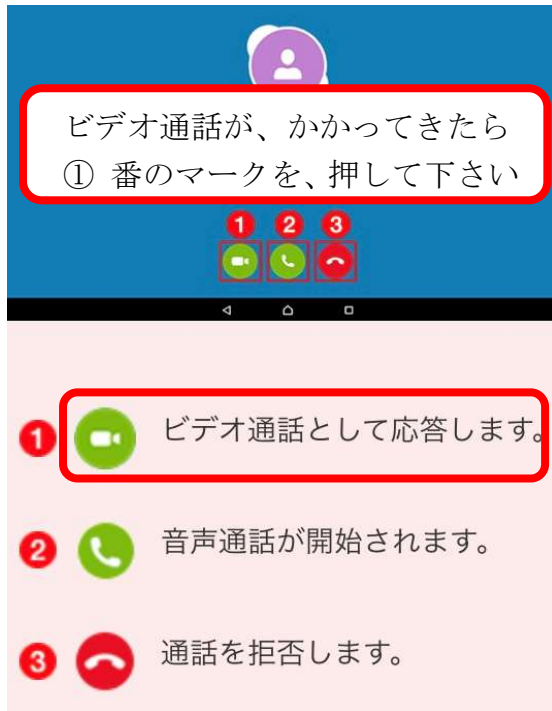 ビデオ通話が、かかってきたら
① 番のマークを、押して下さい
1 2 3
1 ビデオ通話として応答します。
2 音声通話が開始されます。
3 通話を拒否します。